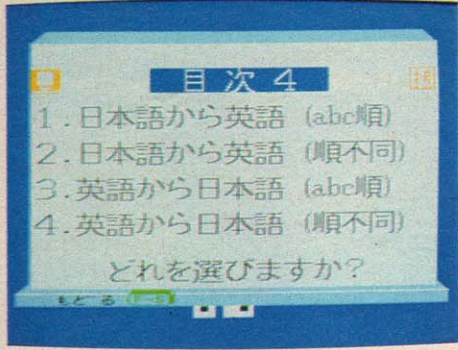 目次4
1.日本語から英語 (abc順)
2.日本語から英語 (順不同)
3.英語から日本語 (abc順)
4.英語から日本語 (順不同)
どれを選びますか?
もどる